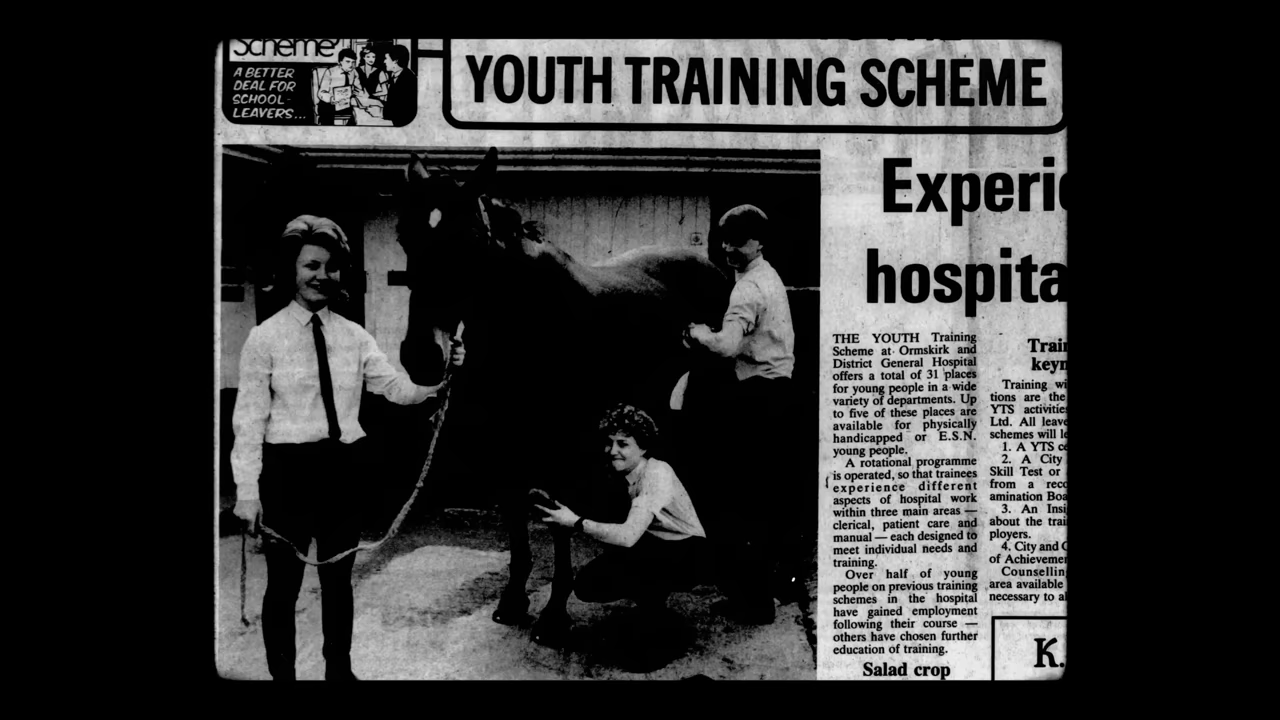 Scheme
A BETTER
DEAL FOR
SCHOOL-
LEAVERS...
YOUTH TRAINING SCHEME
Experie
hospita
THE YOUTH Training
Scheme at Ormskirk and
District General Hospital
offers a total of 31 places
for young people in a wide
variety of departments. Up
to five of these places are
available for physically
handicapped or E.S.N.
young people.
A rotational programme
is operated, so that trainees
experience different
aspects of hospital work
within three main areas —
clerical, patient care and
manual — each designed to
meet individual needs and
training.
Over half of young
people on previous training
schemes in the hospital
have gained employment
following their course —
others have chosen further
education of training.
Salad crop
Train
keyn
Training wi
tions are the
YTS activities
Ltd. All leave
schemes will le
1. A YTS ce
2. A City
Skill Test or
from a reco
amination Boa
3. An Insi
about the trai
ployers.
4. City and G
of Achieveme
Counselling
area available
necessary to al
K.